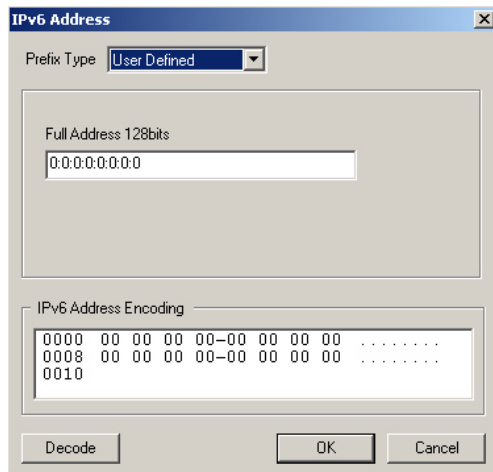 IPv6 Address
Prefix Type User Defined
Full Address 128bits
0:0:0:0:0:0:0:0
IPv6 Address Encoding
0000 00 00 00 00-00 00 00 00 ........
0008 00 00 00 00-00 00 00 00 ........
0010
Decode OK Cancel